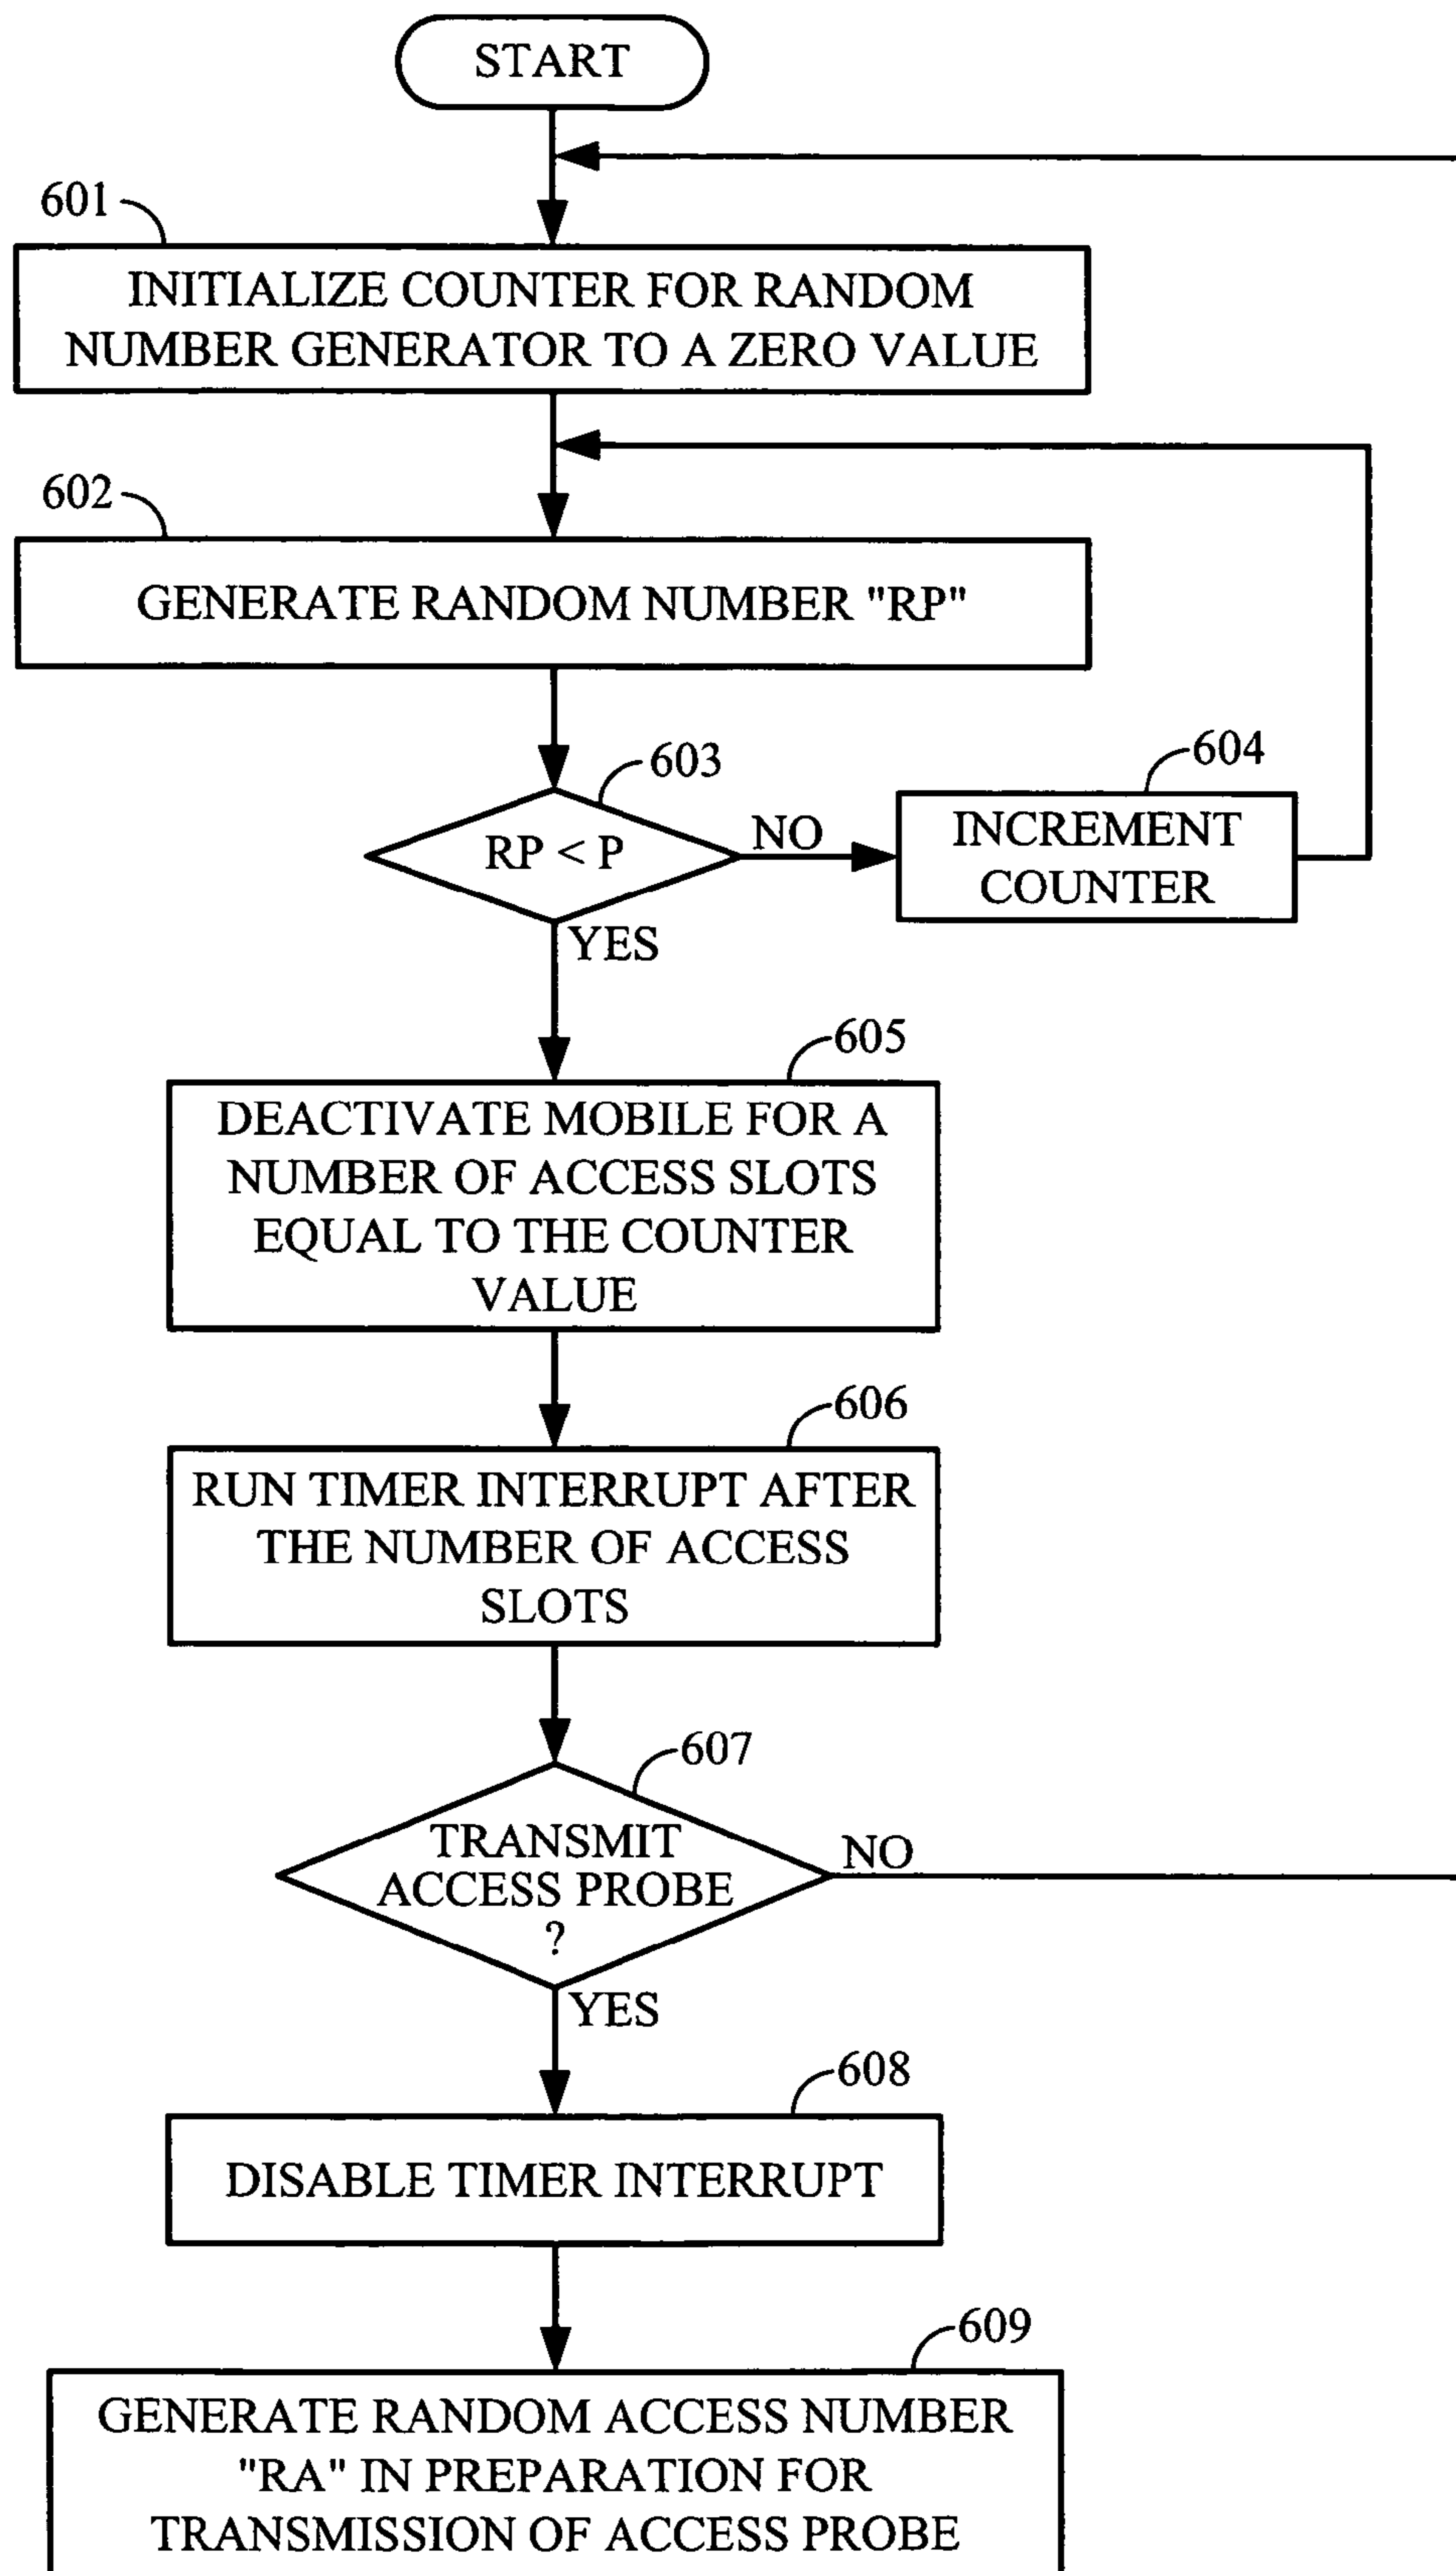 START
601
INITIALIZE COUNTER FOR RANDOM
NUMBER GENERATOR TO A ZERO VALUE
602
GENERATE RANDOM NUMBER "RP"
603
RP < P
NO
604
INCREMENT
COUNTER
YES
605
DEACTIVATE MOBILE FOR A
NUMBER OF ACCESS SLOTS
EQUAL TO THE COUNTER
VALUE
606
RUN TIMER INTERRUPT AFTER
THE NUMBER OF ACCESS
SLOTS
607
TRANSMIT
ACCESS PROBE
?
NO
YES
608
DISABLE TIMER INTERRUPT
609
GENERATE RANDOM ACCESS NUMBER
"RA" IN PREPARATION FOR
TRANSMISSION OF ACCESS PROBE